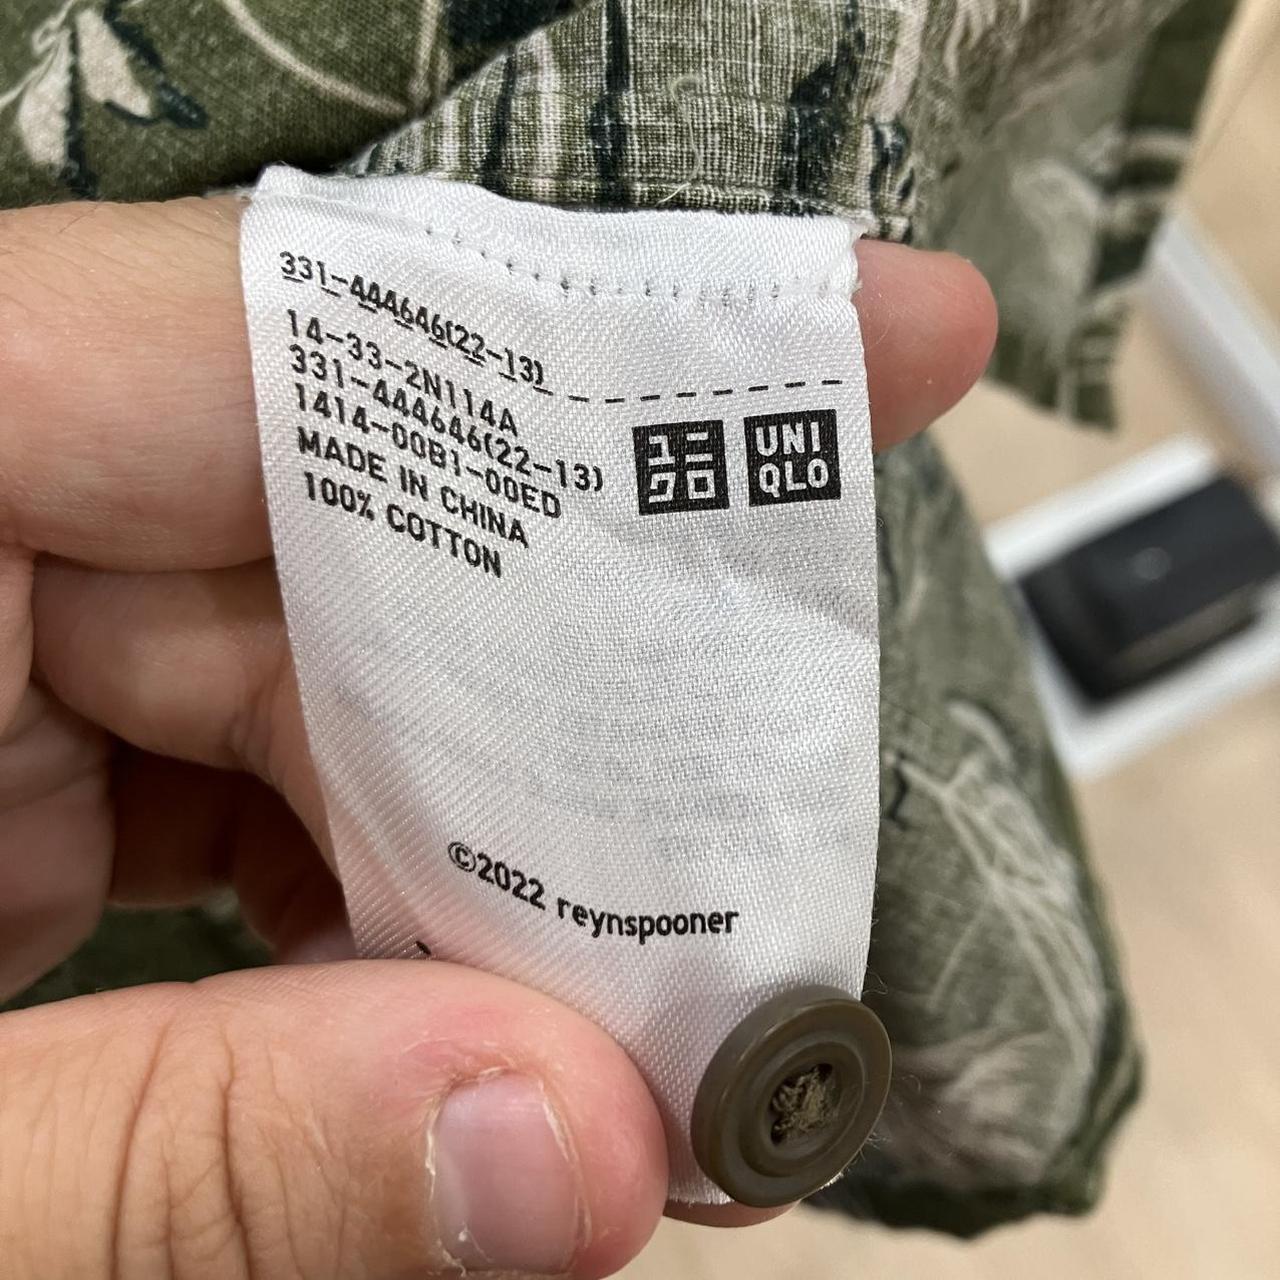 331-444646(22-13)
14-33-2N114A
331-444646(22-13)
1414-00B1-00ED
MADE IN CHINA
100% COTTON
ユニ
クロ
UNI
QLO
©2022 reynspooner